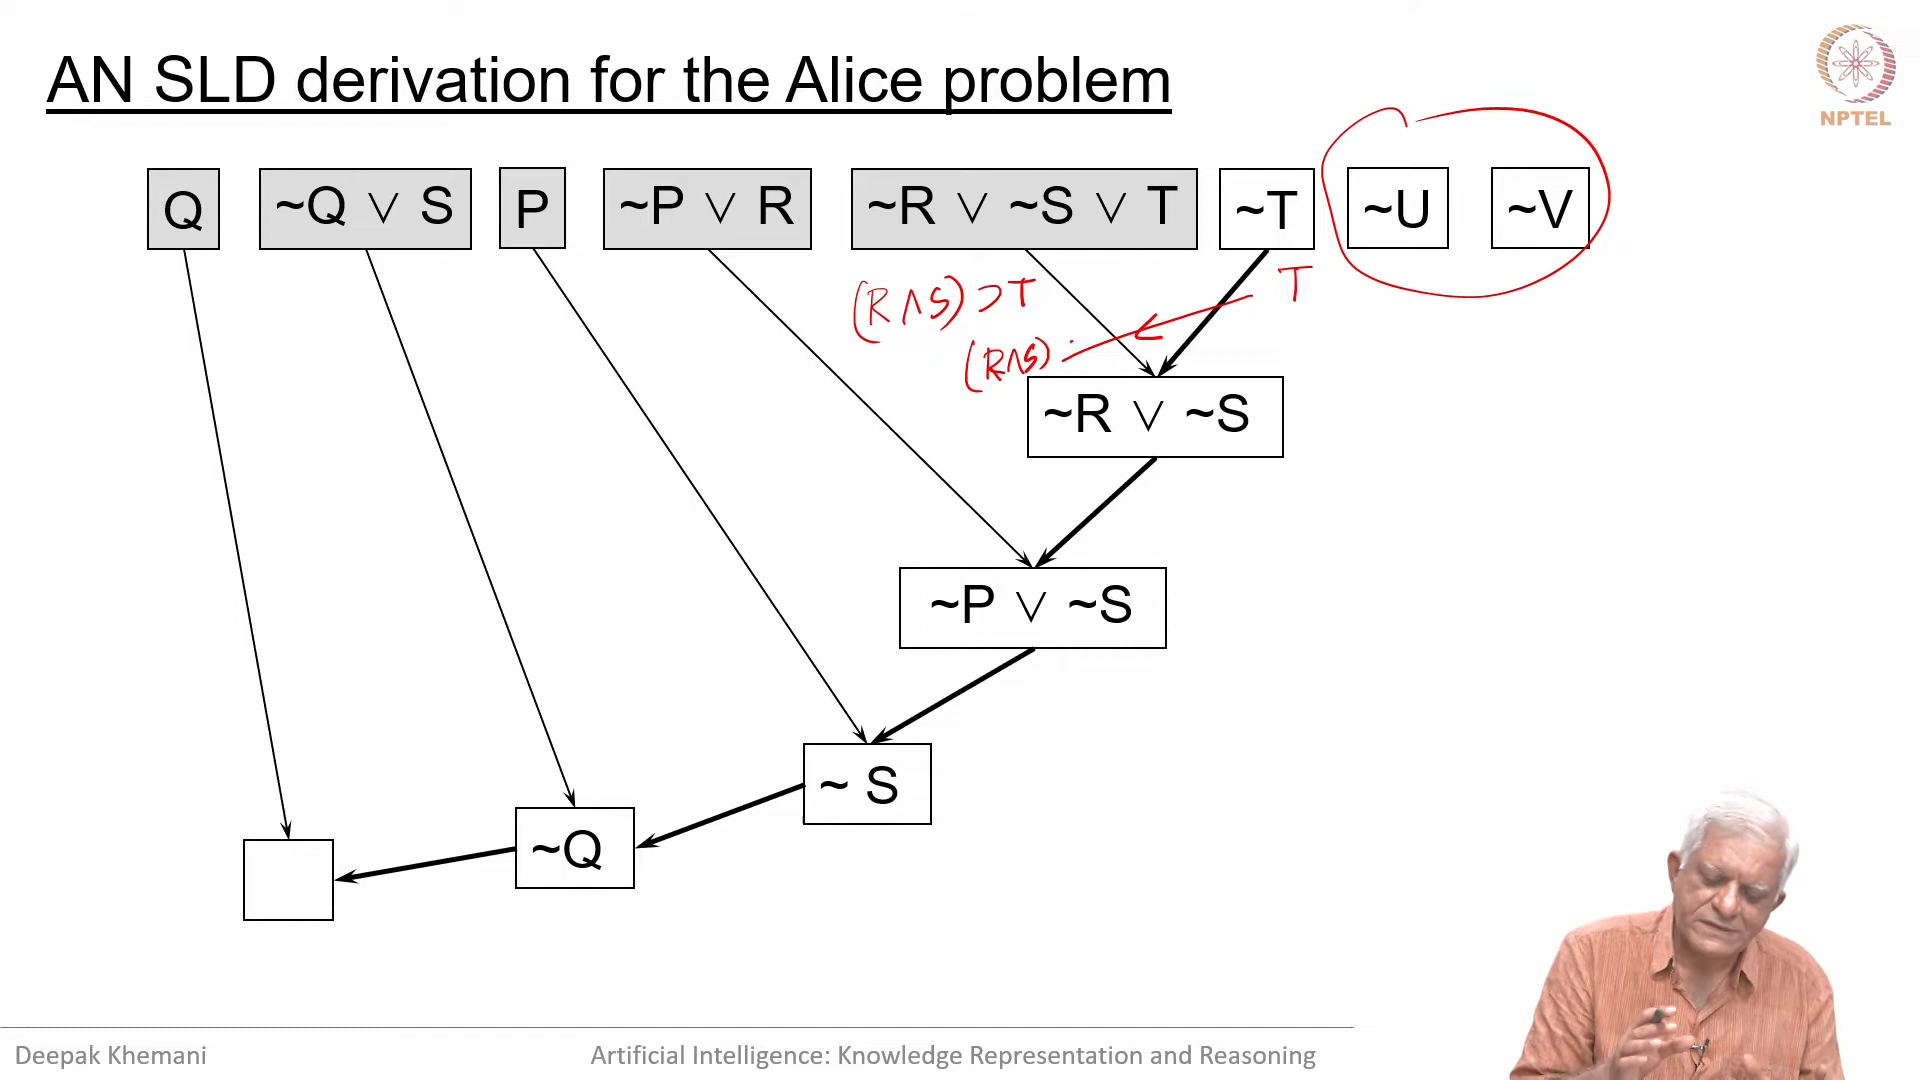 AN SLD derivation for the Alice problem
NPTEL
Q ~Q ∨ S P ~P ∨ R ~R ∨ ~S ∨ T ~T ~U ~V
(R ∧ S) ⊃ T T
(R∧S)
~R ∨ ~S
~P ∨ ~S
~ S
~Q
Deepak Khemani Artificial Intelligence: Knowledge Representation and Reasoning